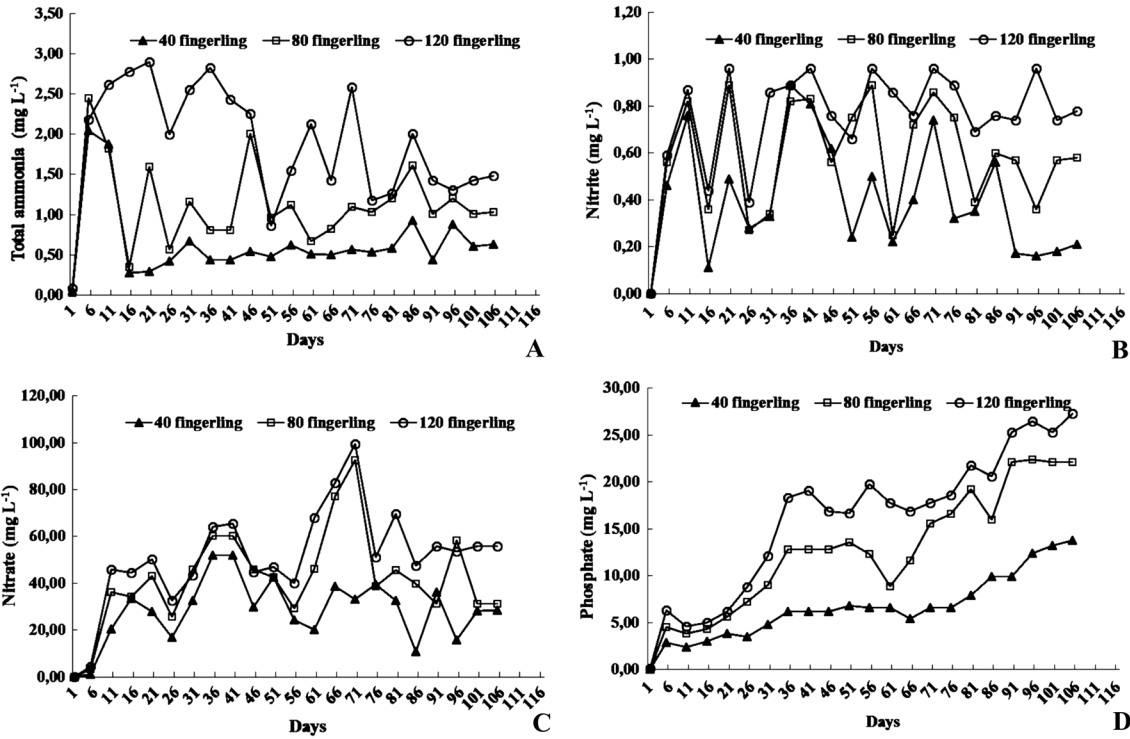 3,50
3,00
2,50
2,00
1,50
1,00
0,50
0,00
Total ammonia (mg L-1)
40 fingerling 80 fingerling 120 fingerling
1 6 11 16 21 26 31 36 41 46 51 56 61 66 71 76 81 86 91 96 101 106 111 116
Days
A
1,20
1,00
0,80
0,60
0,40
0,20
0,00
Nitrite (mg L-1)
40 fingerling 80 fingerling 120 fingerling
1 6 11 16 21 26 31 36 41 46 51 56 61 66 71 76 81 86 91 96 101 106 111 116
Days
B
120,00
100,00
80,00
60,00
40,00
20,00
0,00
Nitrate (mg L-1)
40 fingerling 80 fingerling 120 fingerling
1 6 11 16 21 26 31 36 41 46 51 56 61 66 71 76 81 86 91 96 101 106 111 116
Days
C
30,00
25,00
20,00
15,00
10,00
5,00
0,00
Phosphate (mg L-1)
40 fingerling 80 fingerling 120 fingerling
1 6 11 16 21 26 31 36 41 46 51 56 61 66 71 76 81 86 91 96 101 106 111 116
Days
D